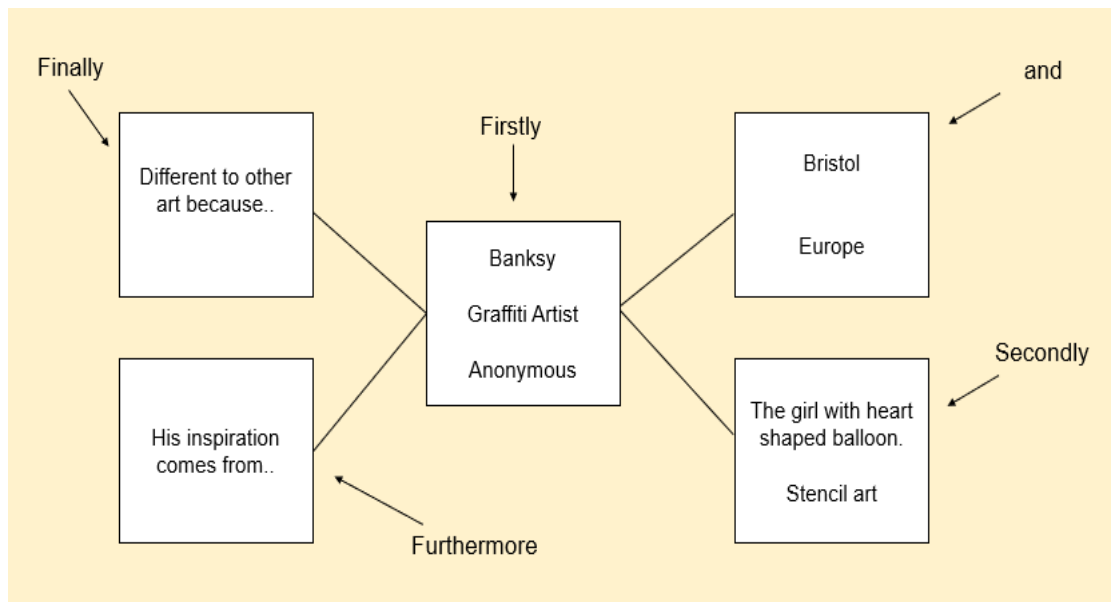 Finally
and
Firstly
Different to other
art because..
Bristol
Europe
Banksy
Graffiti Artist
Anonymous
Secondly
The girl with heart
shaped balloon.
Stencil art
His inspiration
comes from..
Furthermore